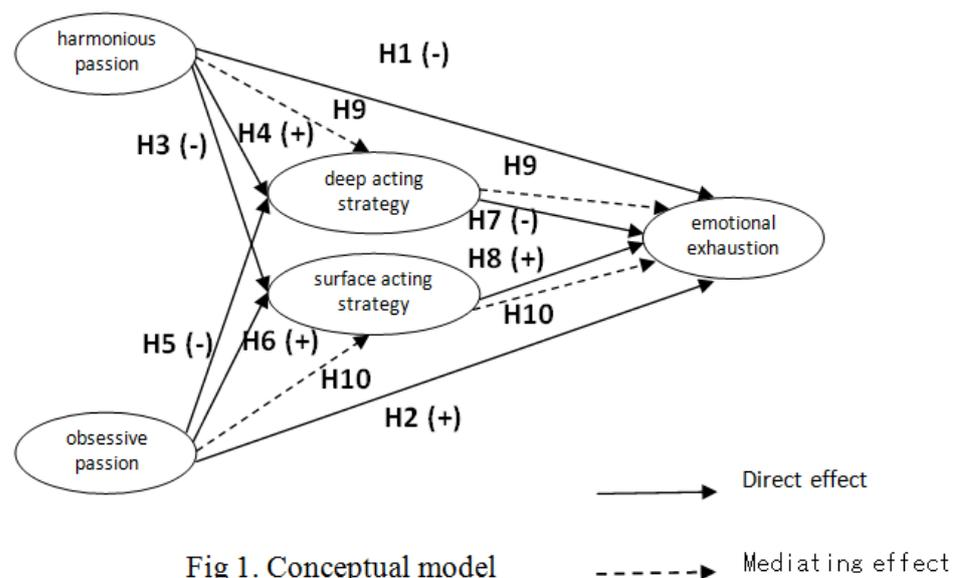 harmonious
passion
H1 (-)
H9
H4 (+)
H3 (-)
deep acting
strategy
H9
H7 (-)
emotional
exhaustion
H8 (+)
surface acting
strategy
H10
H5 (-)
H6 (+)
H10
H2 (+)
obsessive
passion
Direct effect
Mediating effect
Fig 1. Conceptual model